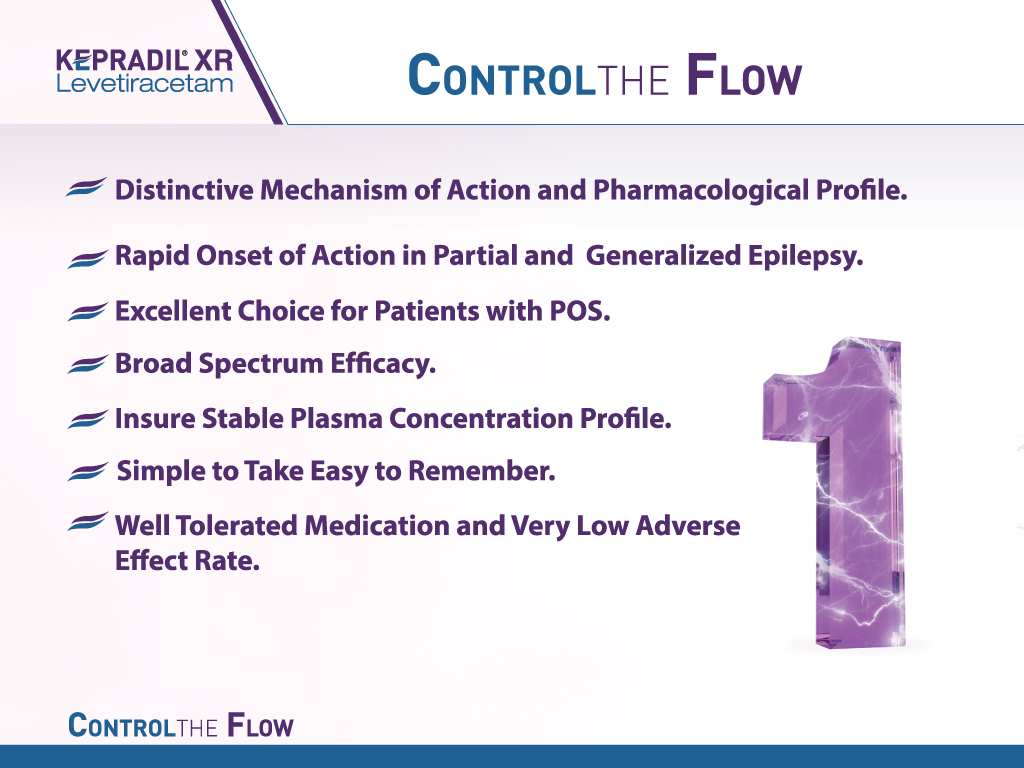 KEPRADIL® XR
Levetiracetam
CONTROL THE FLOW
Distinctive Mechanism of Action and Pharmacological Profile.
Rapid Onset of Action in Partial and Generalized Epilepsy.
Excellent Choice for Patients with POS.
Broad Spectrum Efficacy.
Insure Stable Plasma Concentration Profile.
Simple to Take Easy to Remember.
Well Tolerated Medication and Very Low Adverse
Effect Rate.
1
CONTROL THE FLOW